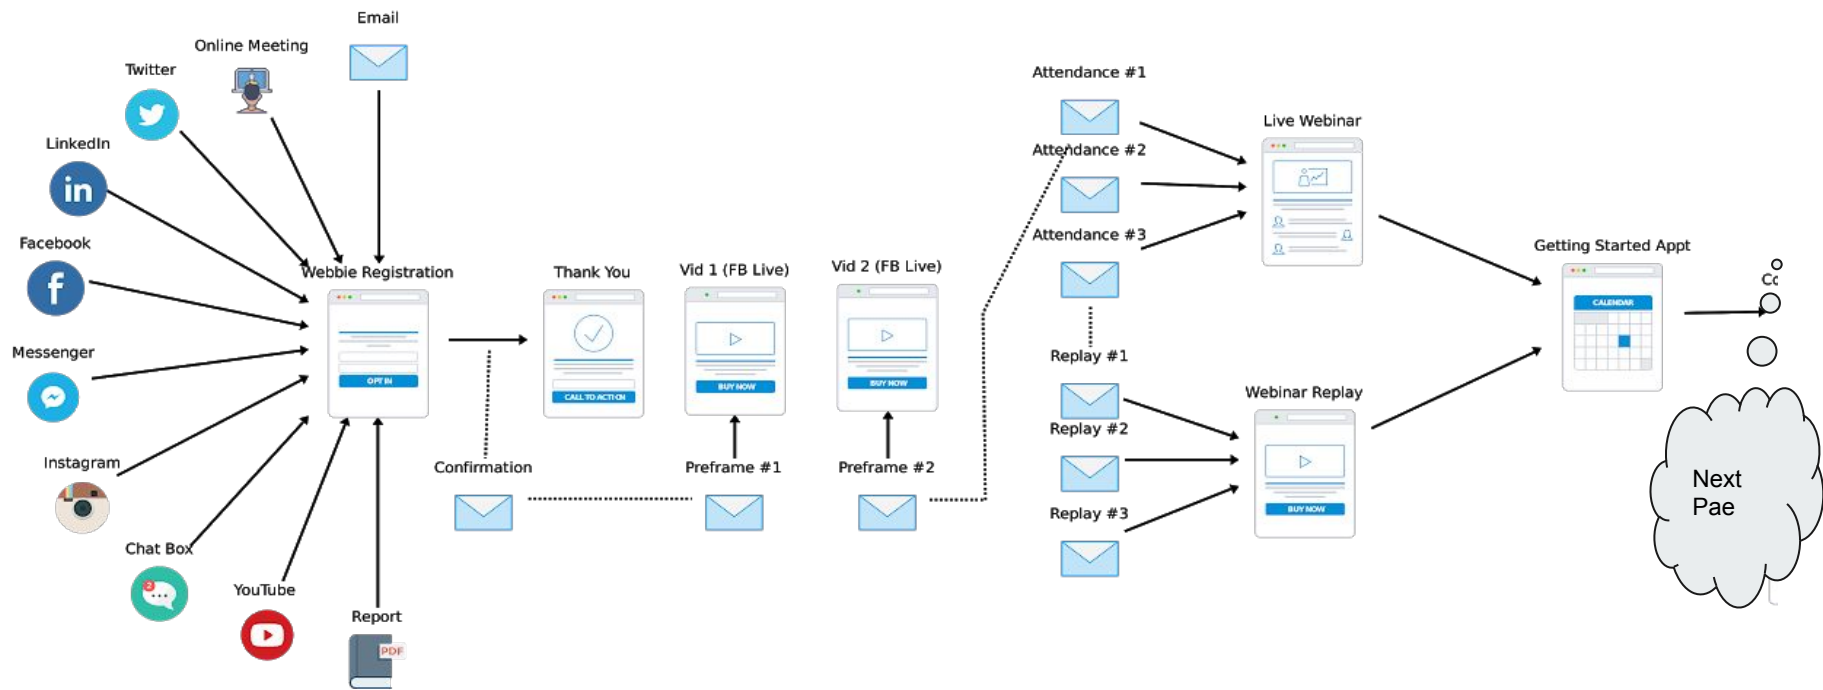 Email
Online Meeting
Twitter
LinkedIn
in
Facebook
f
Messenger
Instagram
Chat Box
2
YouTube
Report
PDF
Webbie Registration
OPT IN
Thank You
CALL TO ACTION
Vid 1 (FB Live)
BUY NOW
Vid 2 (FB Live)
BUY NOW
Confirmation
Preframe #1
Preframe #2
Attendance #1
Attendance #2
Attendance #3
Replay #1
Replay #2
Replay #3
Live Webinar
Webinar Replay
BUY NOW
Getting Started Appt
CALENDAR
Next
Pae